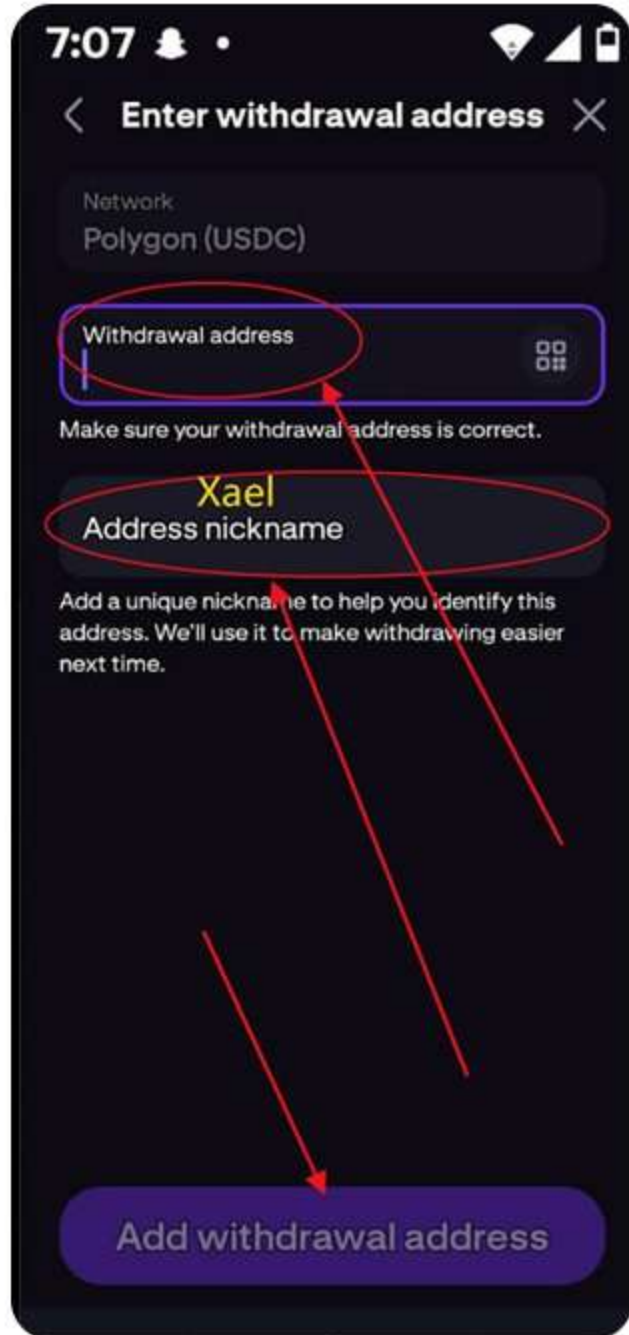 7:07
Enter withdrawal address
Network
Polygon (USDC)
Withdrawal address
Make sure your withdrawal address is correct.
Xael
Address nickname
Add a unique nickname to help you identify this
address. We'll use it to make withdrawing easier
next time.
Add withdrawal address